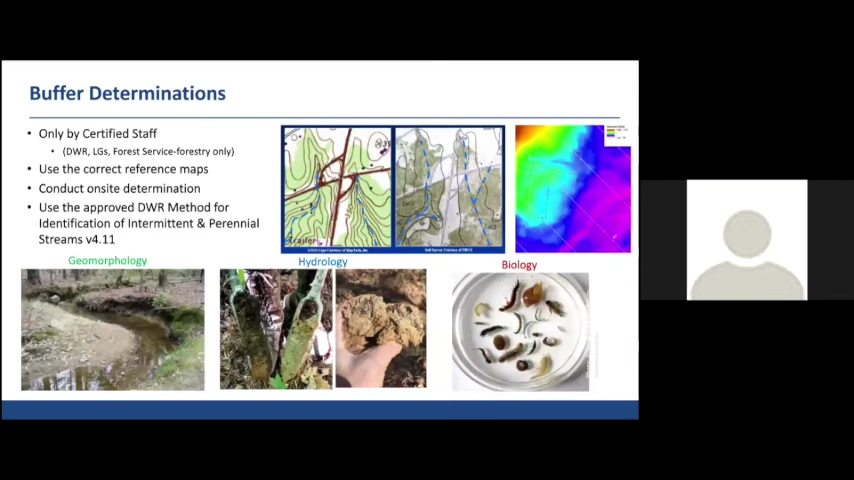 Buffer Determinations
• Only by Certified Staff
• (DWR, LGs, Forest Service-forestry only)
• Use the correct reference maps
• Conduct onsite determination
• Use the approved DWR Method for
Identification of Intermittent & Perennial
Streams v4.11
Geomorphology
Hydrology
Biology